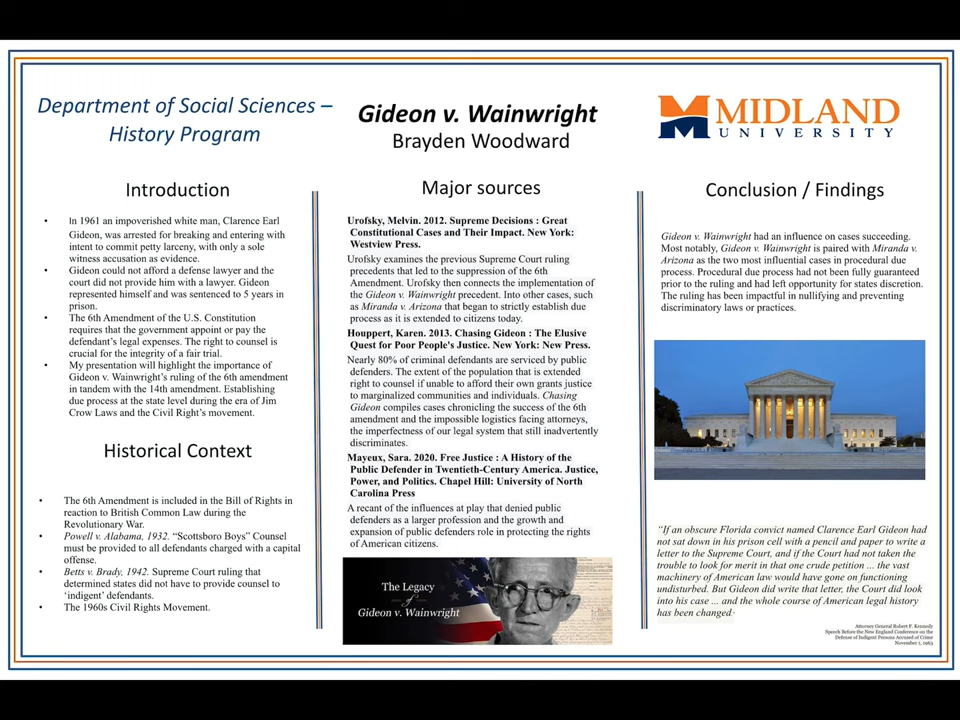 Department of Social Sciences –
History Program
Gideon v. Wainwright
Brayden Woodward
MIDLAND
UNIVERSITY
Introduction
• In 1961 an impoverished white man, Clarence Earl
Gideon, was arrested for breaking and entering with
intent to commit petty larceny, with only a sole
witness accusation as evidence.
• Gideon could not afford a defense lawyer and the
court did not provide him with a lawyer. Gideon
represented himself and was sentenced to 5 years in
prison.
• The 6th Amendment of the U.S. Constitution
requires that the government appoint or pay the
defendant's legal expenses. The right to counsel is
crucial for the integrity of a fair trial.
• My presentation will highlight the importance of
Gideon v. Wainwright's ruling of the 6th amendment
in tandem with the 14th amendment. Establishing
due process at the state level during the era of Jim
Crow Laws and the Civil Right's movement.
Historical Context
• The 6th Amendment is included in the Bill of Rights in
reaction to British Common Law during the
Revolutionary War.
• Powell v. Alabama, 1932. “Scottsboro Boys” Counsel
must be provided to all defendants charged with a capital
offense.
• Betts v. Brady, 1942. Supreme Court ruling that
determined states did not have to provide counsel to
‘indigent’ defendants.
• The 1960s Civil Rights Movement.
Major sources
Urofsky, Melvin. 2012. Supreme Decisions : Great
Constitutional Cases and Their Impact. New York:
Westview Press.
Urofsky examines the previous Supreme Court ruling
precedents that led to the suppression of the 6th
Amendment. Urofsky then connects the implementation of
the Gideon v. Wainwright precedent. Into other cases, such
as Miranda v. Arizona that began to strictly establish due
process as it is extended to citizens today.
Houppert, Karen. 2013. Chasing Gideon : The Elusive
Quest for Poor People's Justice. New York: New Press.
Nearly 80% of criminal defendants are serviced by public
defenders. The extent of the population that is extended
right to counsel if unable to afford their own grants justice
to marginalized communities and individuals. Chasing
Gideon compiles cases chronicling the success of the 6th
amendment and the impossible logistics facing attorneys,
the imperfectness of our legal system that still inadvertently
discriminates.
Mayeux, Sara. 2020. Free Justice : A History of the
Public Defender in Twentieth-Century America. Justice,
Power, and Politics. Chapel Hill: University of North
Carolina Press
A recant of the influences at play that denied public
defenders as a larger profession and the growth and
expansion of public defenders role in protecting the rights
of American citizens.
The Legacy
of
Gideon v. Wainwright
Conclusion / Findings
Gideon v. Wainwright had an influence on cases succeeding.
Most notably, Gideon v. Wainwright is paired with Miranda v.
Arizona as the two most influential cases in procedural due
process. Procedural due process had not been fully guaranteed
prior to the ruling and had left opportunity for states discretion.
The ruling has been impactful in nullifying and preventing
discriminatory laws or practices.
“If an obscure Florida convict named Clarence Earl Gideon had
not sat down in his prison cell with a pencil and paper to write a
letter to the Supreme Court, and if the Court had not taken the
trouble to look for merit in that one crude petition ... the vast
machinery of American law would have gone on functioning
undisturbed. But Gideon did write that letter, the Court did look
into his case ... and the whole course of American legal history
has been changed.
Attorney General Robert F. Kennedy
Speech Before the New England Conference on the
Defense of Indigent Persons Accused of Crime
November 1, 1963